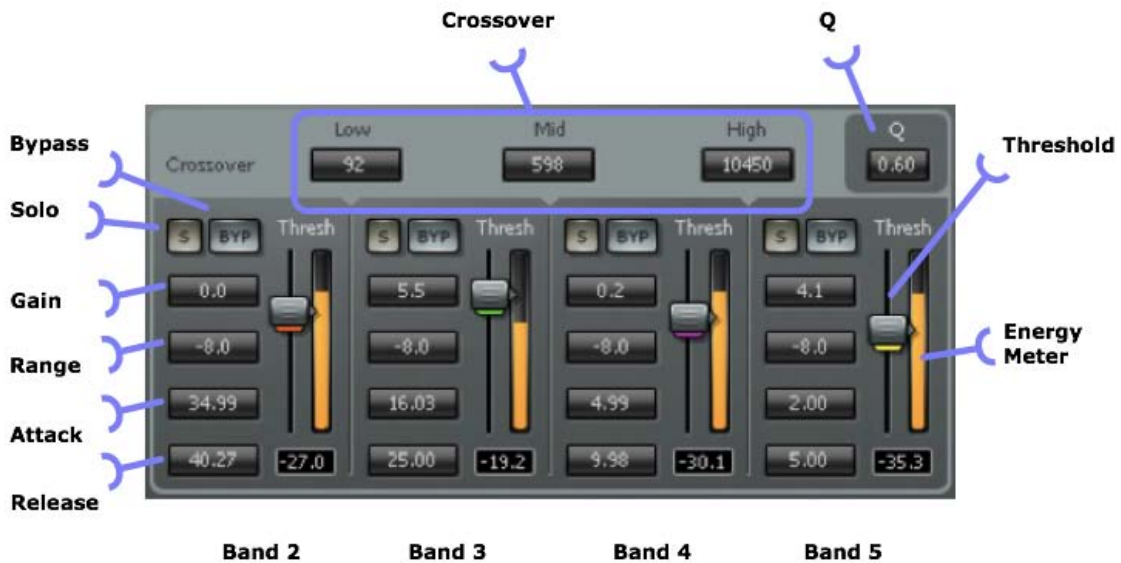 Crossover
Q
Bypass
Solo
Gain
Range
Attack
Release
Threshold
Energy
Meter
Crossover
Low
Mid
High
Q
92
598
10450
0.60
S BYP Thresh
0.0
-8.0
34.99
40.27
-27.0
S BYP Thresh
5.5
-8.0
16.03
25.00
-19.2
S BYP Thresh
0.2
-8.0
4.99
9.98
-30.1
S BYP Thresh
4.1
-8.0
2.00
5.00
-35.3
Band 2
Band 3
Band 4
Band 5